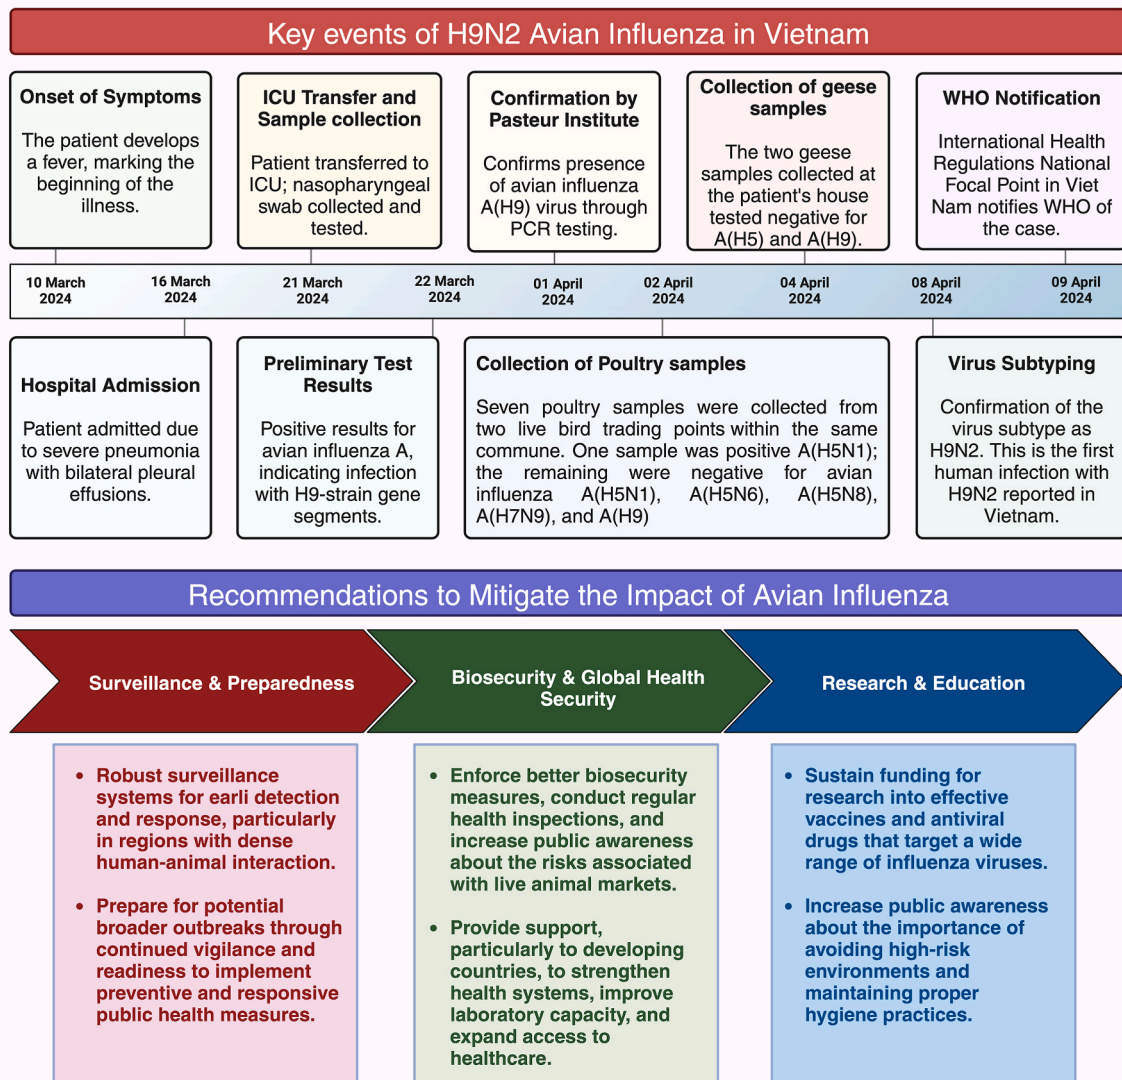 Key events of H9N2 Avian Influenza in Vietnam
Onset of Symptoms
The patient develops
a fever, marking the
beginning of the
illness.
ICU Transfer and
Sample collection
Patient transferred to
ICU; nasopharyngeal
swab collected and
tested.
Confirmation by
Pasteur Institute
Confirms presence
of avian influenza
A(H9) virus through
PCR testing.
Collection of geese
samples
The two geese
samples collected at
the patient's house
tested negative for
A(H5) and A(H9).
WHO Notification
International Health
Regulations National
Focal Point in Viet
Nam notifies WHO of
the case.
10 March
2024
16 March
2024
21 March
2024
22 March
2024
01 April
2024
02 April
2024
04 April
2024
08 April
2024
09 April
2024
Hospital Admission
Patient admitted due
to severe pneumonia
with bilateral pleural
effusions.
Preliminary Test
Results
Positive results for
avian influenza A,
indicating infection
with H9-strain gene
segments.
Collection of Poultry samples
Seven poultry samples were collected from
two live bird trading points within the same
commune. One sample was positive A(H5N1);
the remaining were negative for avian
influenza A(H5N1), A(H5N6), A(H5N8),
A(H7N9), and A(H9)
Virus Subtyping
Confirmation of the
virus subtype as
H9N2. This is the first
human infection with
H9N2 reported in
Vietnam.
Recommendations to Mitigate the Impact of Avian Influenza
Surveillance & Preparedness
Biosecurity & Global Health
Security
Research & Education
• Robust surveillance
systems for earli detection
and response, particularly
in regions with dense
human-animal interaction.
• Prepare for potential
broader outbreaks through
continued vigilance and
readiness to implement
preventive and responsive
public health measures.
• Enforce better biosecurity
measures, conduct regular
health inspections, and
increase public awareness
about the risks associated
with live animal markets.
• Provide support,
particularly to developing
countries, to strengthen
health systems, improve
laboratory capacity, and
expand access to
healthcare.
• Sustain funding for
research into effective
vaccines and antiviral
drugs that target a wide
range of influenza viruses.
• Increase public awareness
about the importance of
avoiding high-risk
environments and
maintaining proper
hygiene practices.